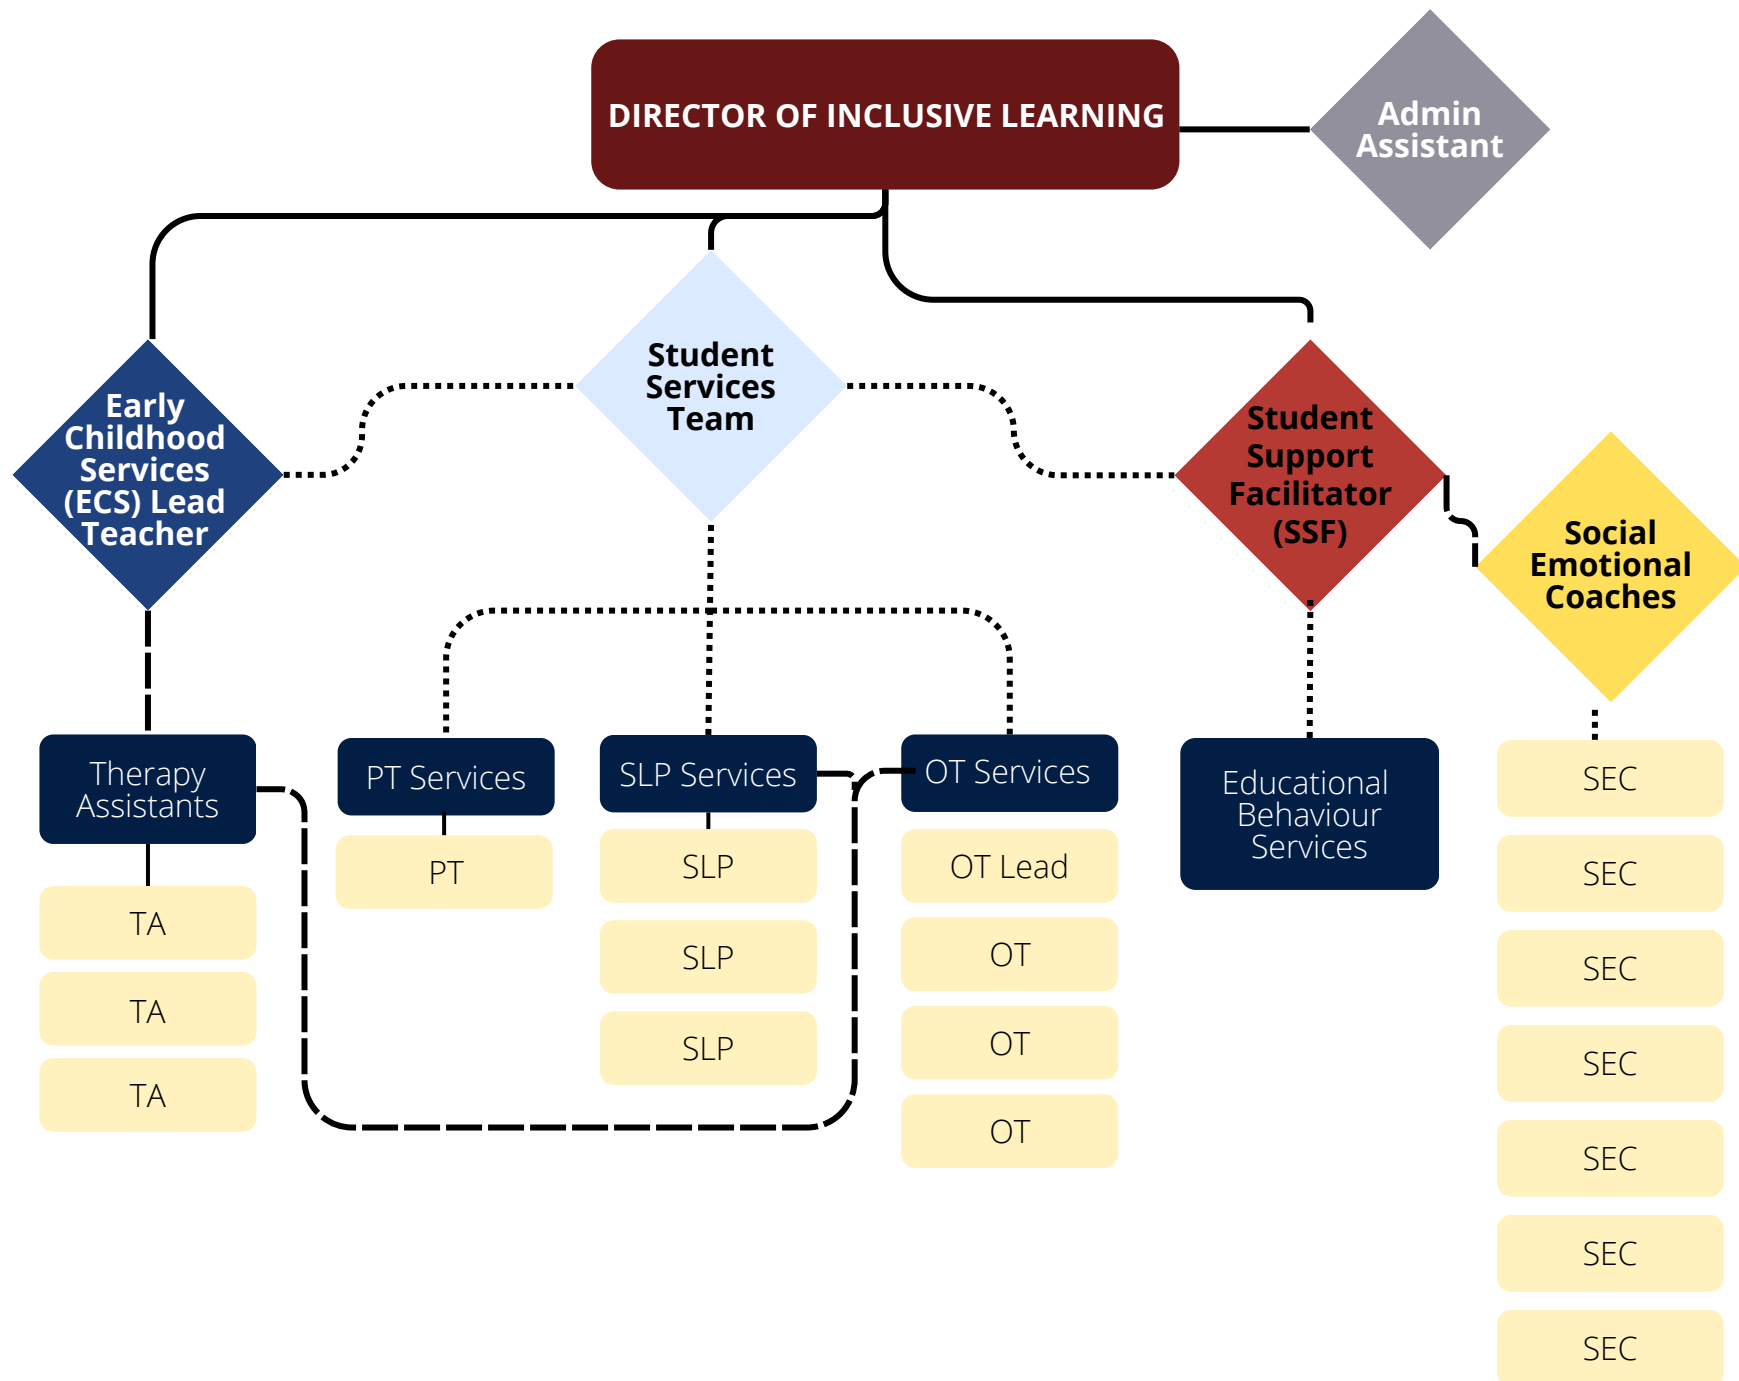 DIRECTOR OF INCLUSIVE LEARNING
Admin
Assistant
Student
Services
Team
Early
Childhood
Services
(ECS) Lead
Teacher
Student
Support
Facilitator
(SSF)
Social
Emotional
Coaches
Therapy
Assistants
TA
TA
TA
PT Services
PT
SLP Services
SLP
SLP
SLP
OT Services
OT Lead
OT
OT
OT
Educational
Behaviour
Services
SEC
SEC
SEC
SEC
SEC
SEC
SEC